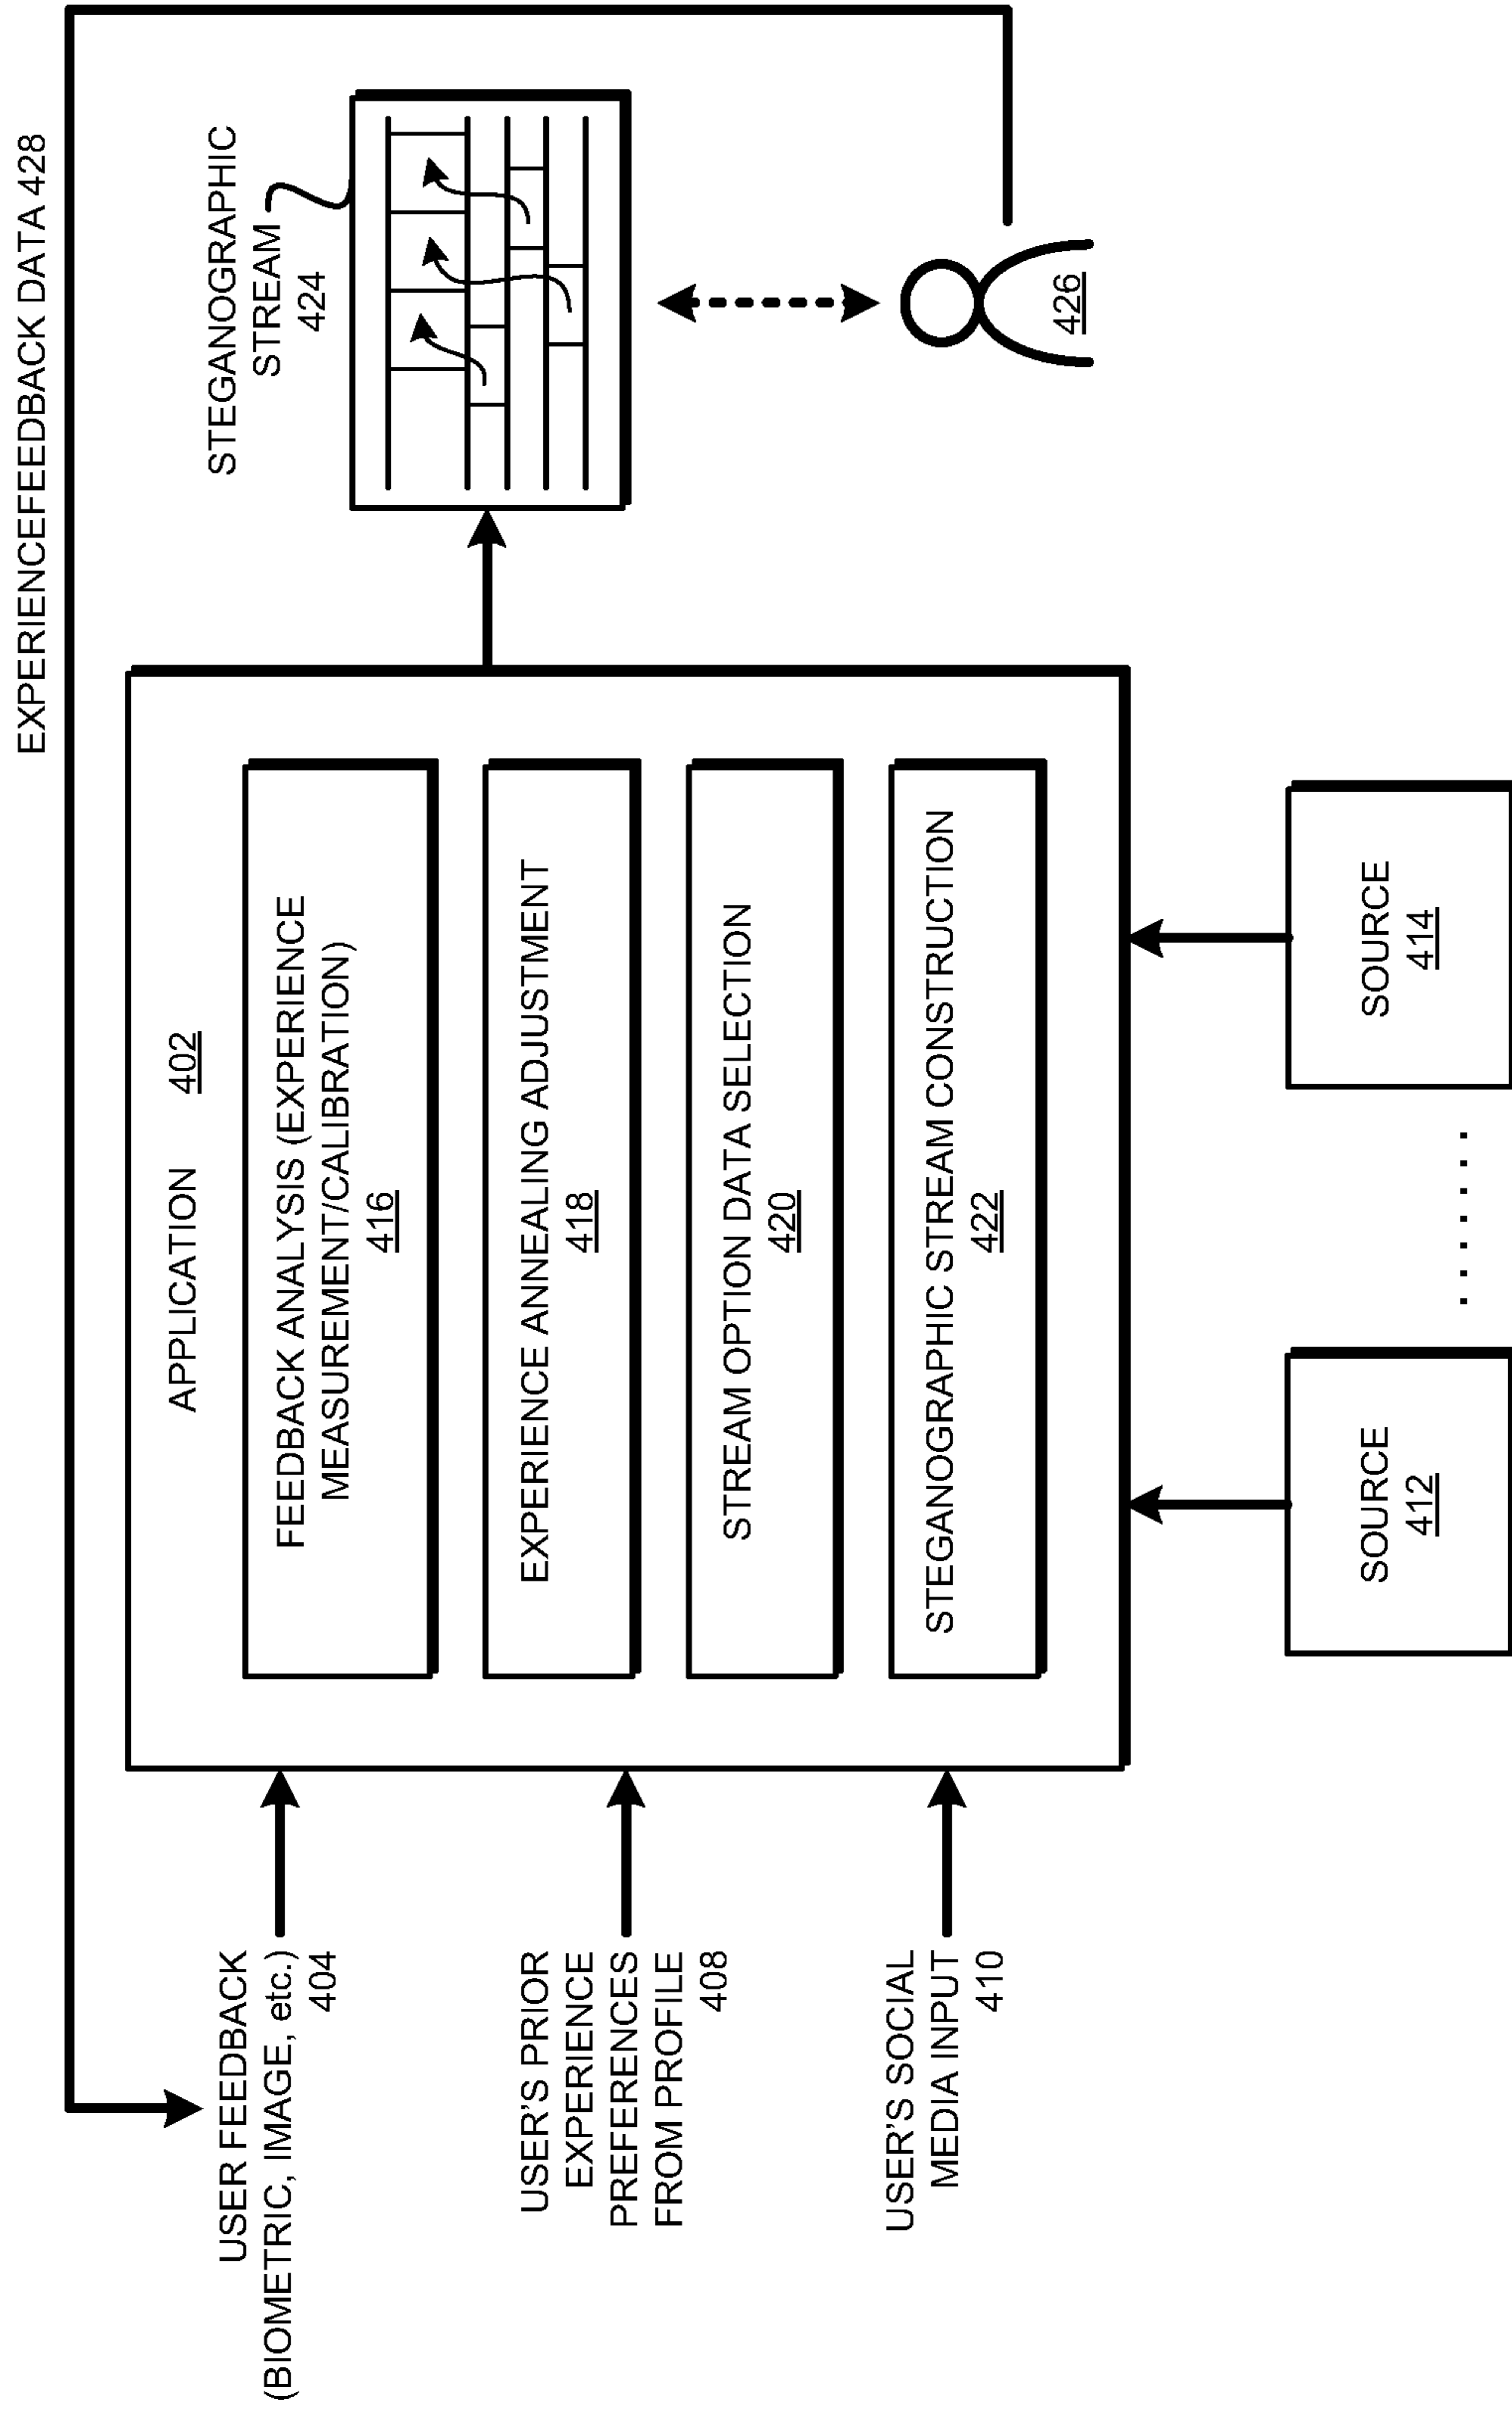 EXPERIENCEFEEDBACK DATA 428
USER FEEDBACK
(BIOMETRIC, IMAGE, etc.)
404
USER'S PRIOR
EXPERIENCE
PREFERENCES
FROM PROFILE
408
USER'S SOCIAL
MEDIA INPUT
410
APPLICATION 402
FEEDBACK ANALYSIS (EXPERIENCE
MEASUREMENT/CALIBRATION)
416
EXPERIENCE ANNEALING ADJUSTMENT
418
STREAM OPTION DATA SELECTION
420
STEGANOGRAPHIC STREAM CONSTRUCTION
422
STEGANOGRAPHIC
STREAM
424
426
SOURCE
412
. . . . . . .
SOURCE
414